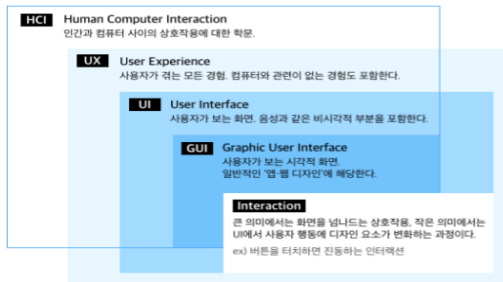 HCI Human Computer Interaction
인간과 컴퓨터 사이의 상호작용에 대한 학문.
UX User Experience
사용자가 겪는 모든 경험. 컴퓨터와 관련이 없는 경험도 포함한다.
UI User Interface
사용자가 보는 화면. 음성과 같은 비시각적 부분을 포함한다.
GUI Graphic User Interface
사용자가 보는 시각적 화면.
일반적인 '앱·웹 디자인'에 해당한다.
Interaction
큰 의미에서는 화면을 넘나드는 상호작용, 작은 의미에서는
UI에서 사용자 행동에 디자인 요소가 변화하는 과정이다.
ex) 버튼을 터치하면 진동하는 인터랙션